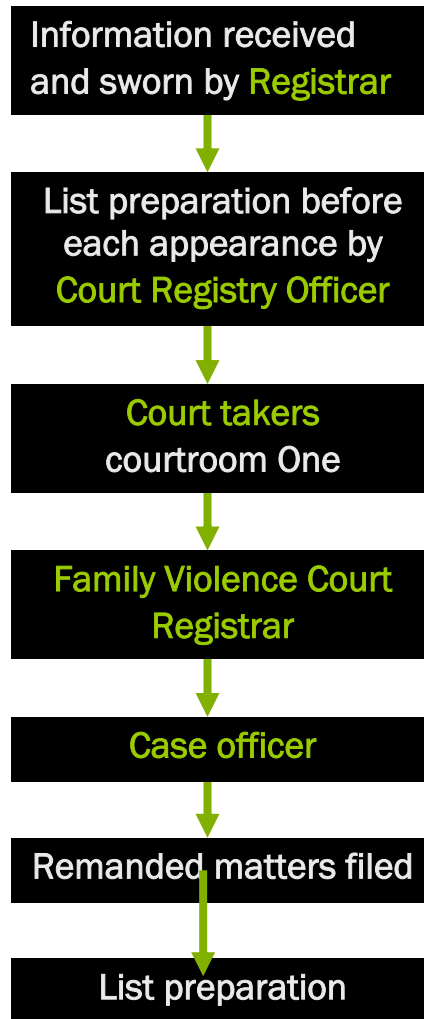 Information received
and sworn by Registrar
List preparation before
each appearance by
Court Registry Officer
Court takers
courtroom One
Family Violence Court
Registrar
Case officer
Remanded matters filed
List preparation